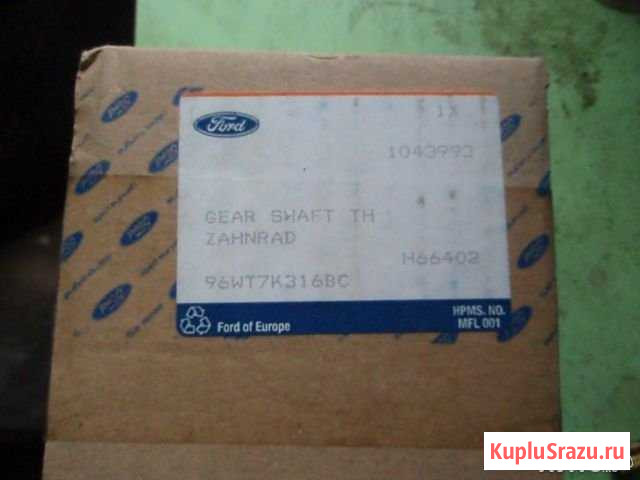 Ford
1X
1043993
GEAR SHAFT TH
ZAHNRAD
H66402
96WT7K316BC
Ford of Europe
HPMS. NO.
MFL 001
KupluSrazu.ru